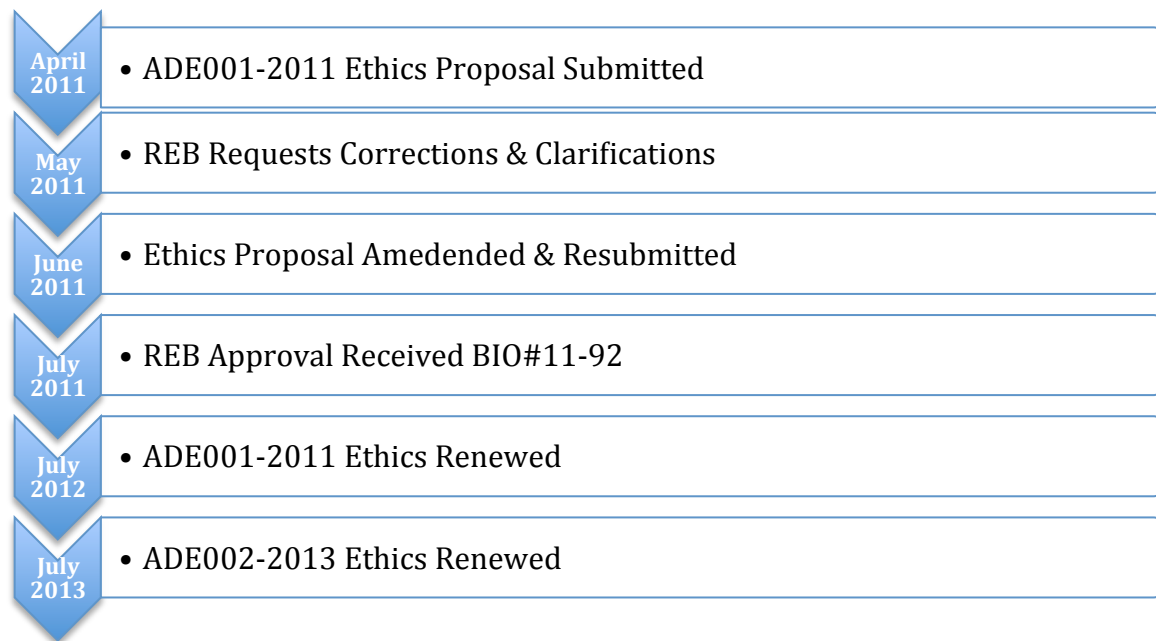 April
2011
• ADE001-2011 Ethics Proposal Submitted
May
2011
• REB Requests Corrections & Clarifications
June
2011
• Ethics Proposal Amedended & Resubmitted
July
2011
• REB Approval Received BIO#11-92
July
2012
• ADE001-2011 Ethics Renewed
July
2013
• ADE002-2013 Ethics Renewed